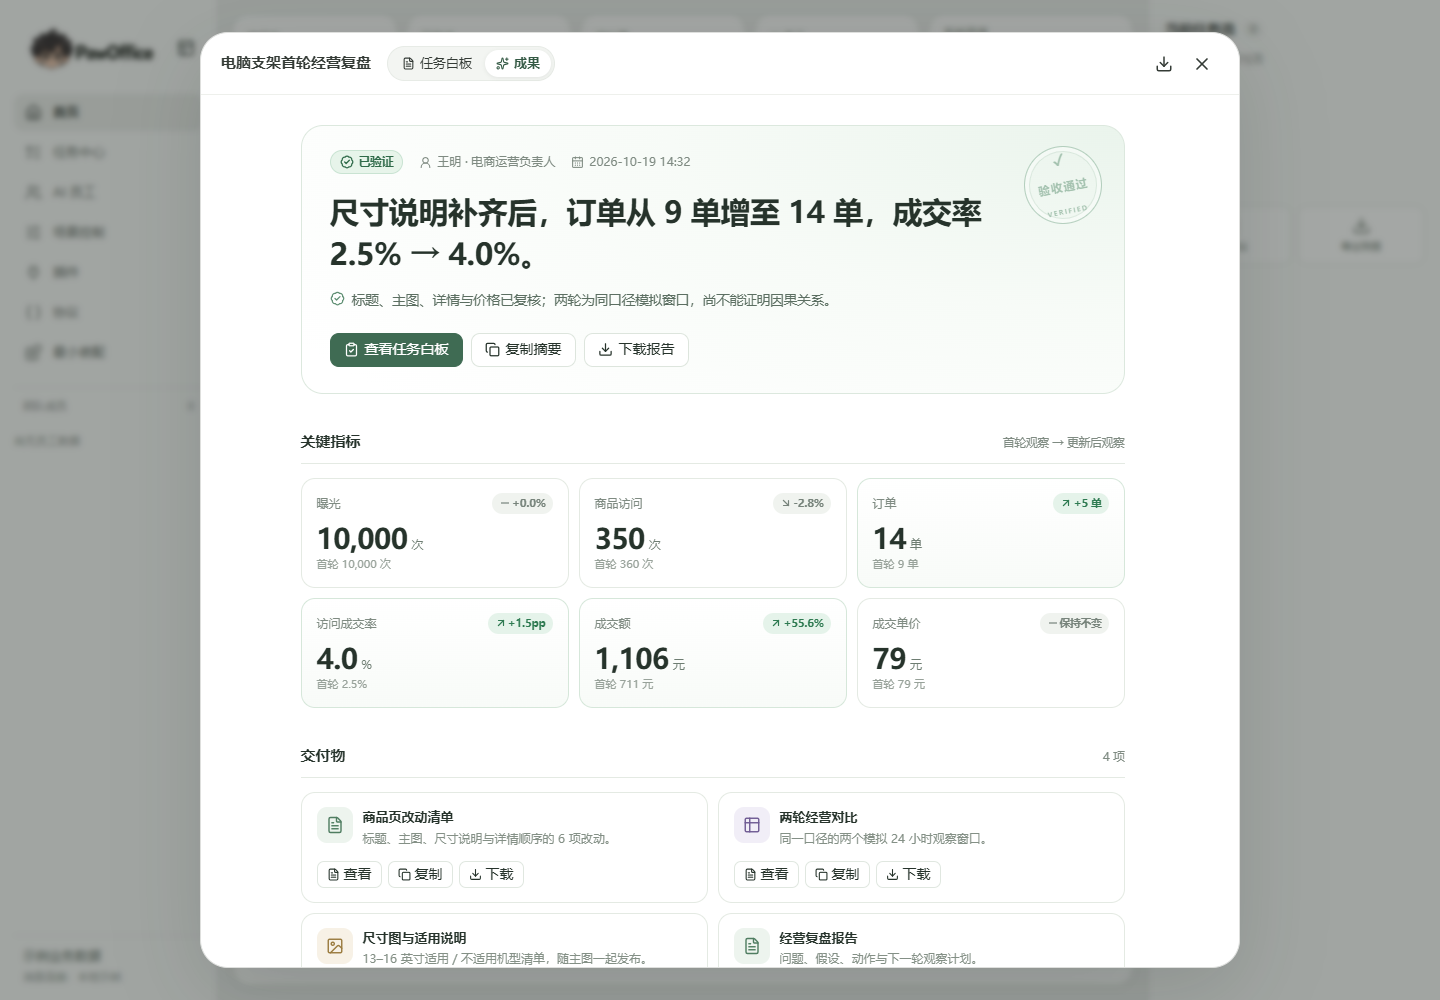 PawOffice
电脑支架首轮经营复盘
任务白板
成果
已验证
王明 · 电商运营负责人
2026-10-19 14:32
验收通过
VERIFIED
尺寸说明补齐后，订单从 9 单增至 14 单，成交率
2.5% → 4.0%。
标题、主图、详情与价格已复核；两轮为同口径模拟窗口，尚不能证明因果关系。
查看任务白板
复制摘要
下载报告
关键指标
首轮观察 → 更新后观察
曝光
+0.0%
10,000 次
首轮 10,000 次
商品访问
-2.8%
350 次
首轮 360 次
订单
+5 单
14 单
首轮 9 单
访问成交率
+1.5pp
4.0 %
首轮 2.5%
成交额
+55.6%
1,106 元
首轮 711 元
成交单价
保持不变
79 元
首轮 79 元
交付物
4 项
商品页改动清单
标题、主图、尺寸说明与详情顺序的 6 项改动。
查看
复制
下载
两轮经营对比
同一口径的两个模拟 24 小时观察窗口。
查看
复制
下载
尺寸图与适用说明
13–16 英寸适用 / 不适用机型清单，随主图一起发布。
经营复盘报告
问题、假设、动作与下一轮观察计划。